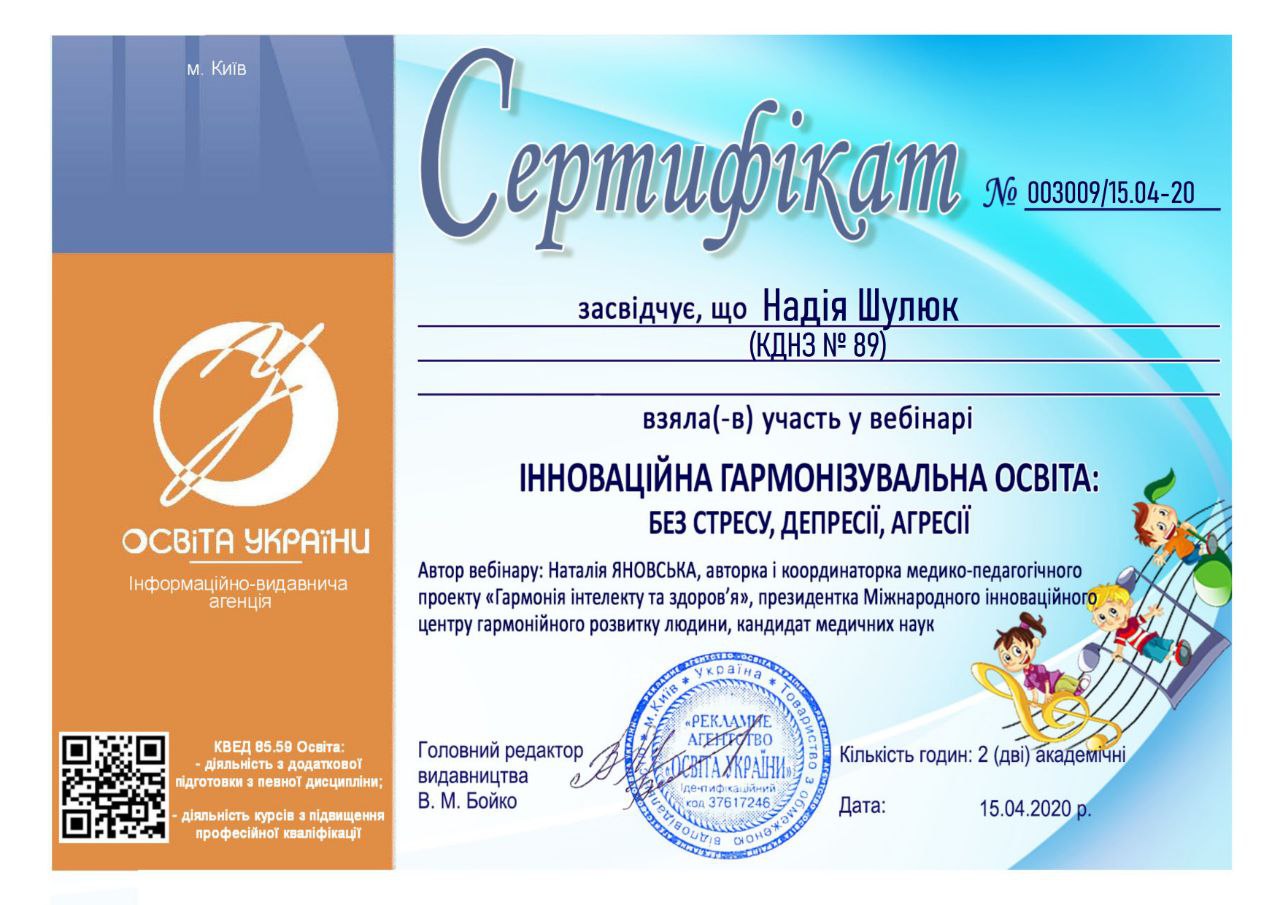 м. Київ
Сертифікат
№ 003009/15.04-20
засвідчує, що Надія Шулюк
(КДНЗ № 89)
взяла(-в) участь у вебінарі
ІННОВАЦІЙНА ГАРМОНІЗУВАЛЬНА ОСВІТА:
БЕЗ СТРЕСУ, ДЕПРЕСІЇ, АГРЕСІЇ
Автор вебінару: Наталія ЯНОВСЬКА, авторка і координаторка медико-педагогічного
проекту «Гармонія інтелекту та здоров’я», президентка Міжнародного інноваційного
центру гармонійного розвитку людини, кандидат медичних наук
ОСВіТА УКРАїНИ
Інформаційно-видавнича
агенція
КВЕД 85.59 Освіта:
- діяльність з додаткової
підготовки з певної дисципліни;
- діяльність курсів з підвищення
професійної кваліфікації
Головний редактор
видавництва
В. М. Бойко
м.Київ * Україна * Товариство з обмеженою відповідальністю
«РЕКЛАМНЕ
АГЕНТСТВО
«ОСВІТА УКРАЇНИ»
Ідентифікаційний
код 37617246
Кількість годин: 2 (дві) академічні
Дата: 15.04.2020 р.